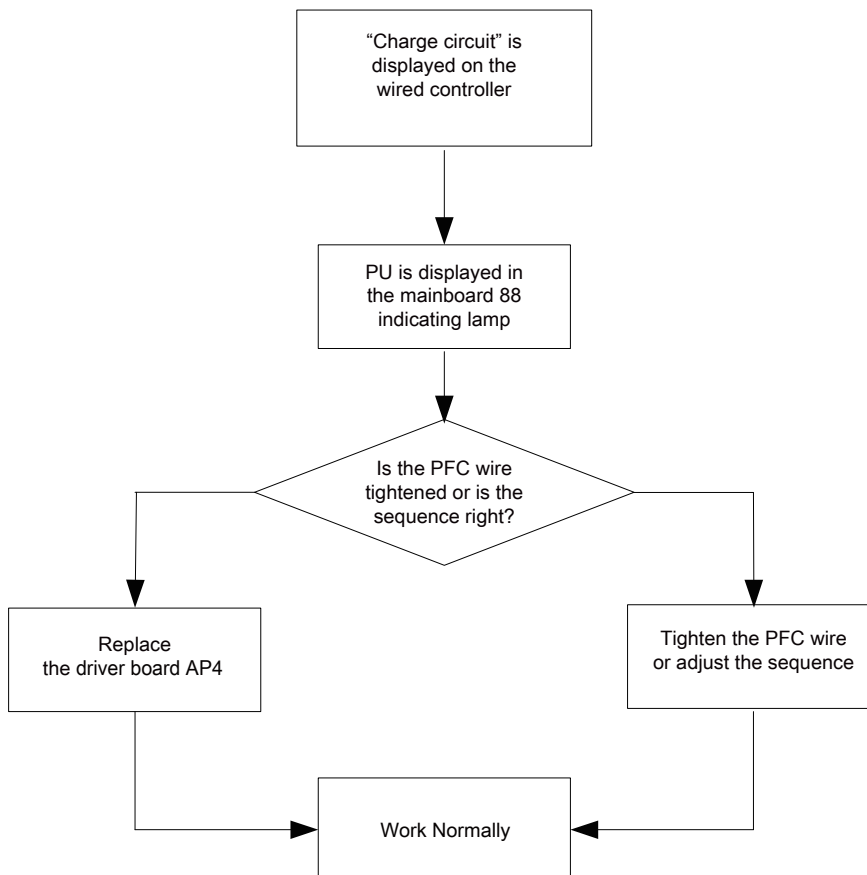 “Charge circuit” is
displayed on the
wired controller
PU is displayed in
the mainboard 88
indicating lamp
Is the PFC wire
tightened or is the
sequence right?
Replace
the driver board AP4
Tighten the PFC wire
or adjust the sequence
Work Normally